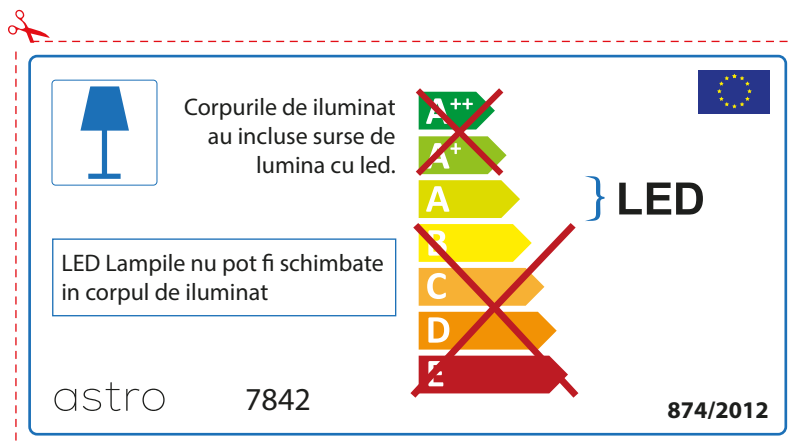 Corpurile de iluminat
au incluse surse de
lumina cu led.
LED Lampile nu pot fi schimbate
in corpul de iluminat
A++
A+
A
B
C
D
E
LED
astro
7842
874/2012